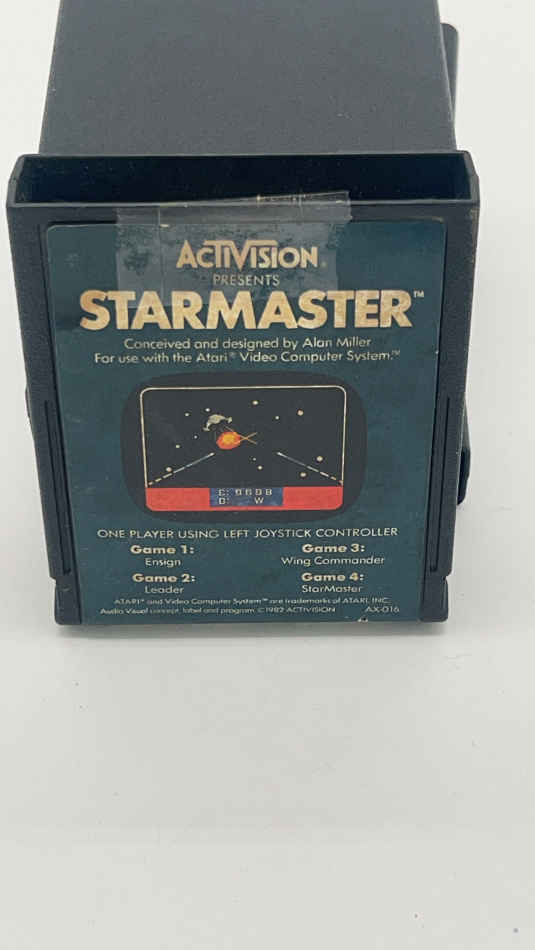 ACTIVISION®
PRESENTS
STARMASTER™
Conceived and designed by Alan Miller
For use with the Atari® Video Computer System.™
E: 9698
D: W
ONE PLAYER USING LEFT JOYSTICK CONTROLLER
Game 1: Game 3:
Ensign Wing Commander
Game 2: Game 4:
Leader StarMaster
ATARI® and Video Computer System™ are trademarks of ATARI, INC.
Audio Visual concept, label and program © 1982 ACTIVISION AX-016